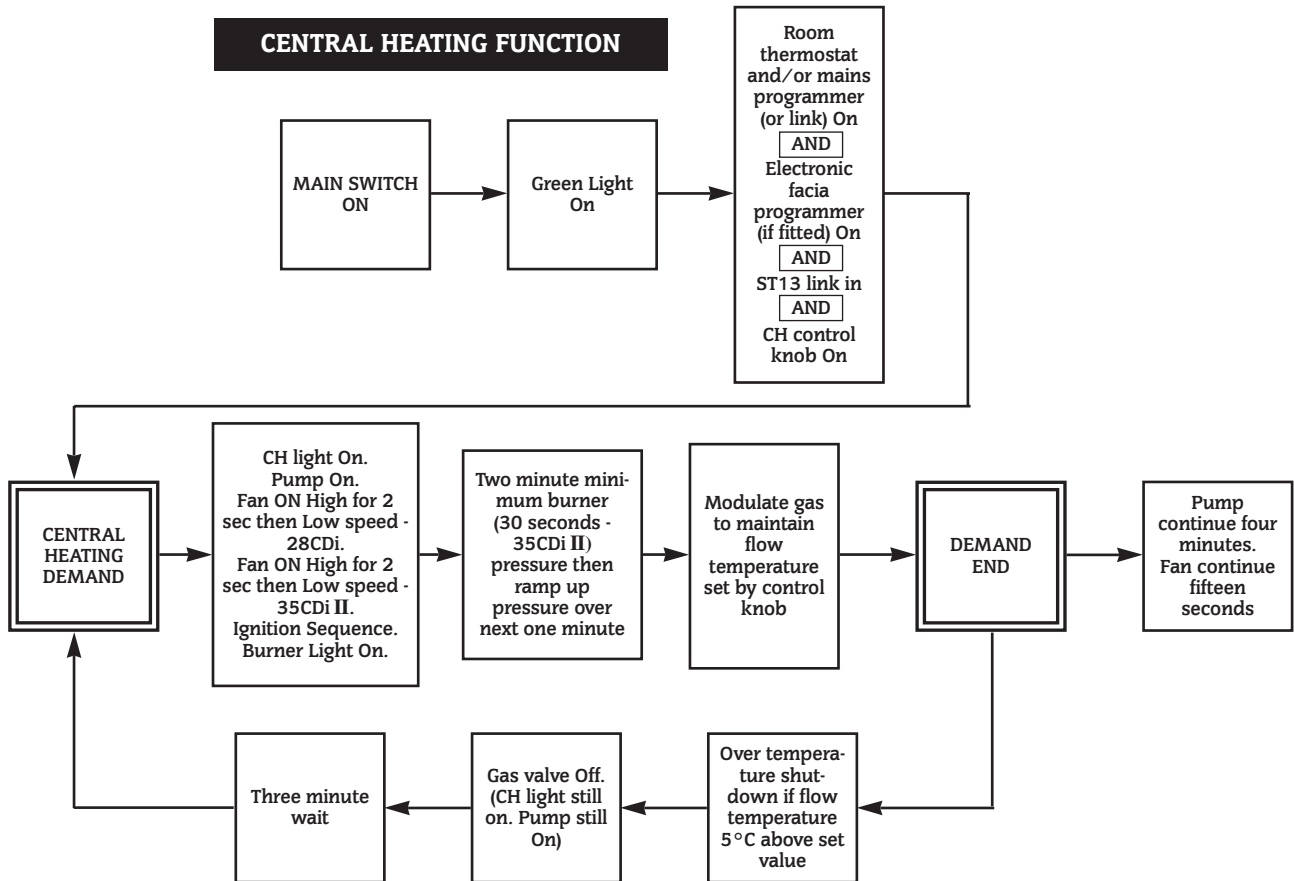 CENTRAL HEATING FUNCTION
MAIN SWITCH
ON
Green Light
On
Room
thermostat
and/or mains
programmer
(or link) On
AND
Electronic
facia
programmer
(if fitted) On
AND
ST13 link in
AND
CH control
knob On
CENTRAL
HEATING
DEMAND
CH light On.
Pump On.
Fan ON High for 2
sec then Low speed -
28CDi.
Fan ON High for 2
sec then Low speed -
35CDi II.
Ignition Sequence.
Burner Light On.
Two minute mini-
mum burner
(30 seconds -
35CDi II)
pressure then
ramp up
pressure over
next one minute
Modulate gas
to maintain
flow
temperature
set by control
knob
DEMAND
END
Pump
continue four
minutes.
Fan continue
fifteen
seconds
Over tempera-
ture shut-
down if flow
temperature
5°C above set
value
Gas valve Off.
(CH light still
on. Pump still
On)
Three minute
wait